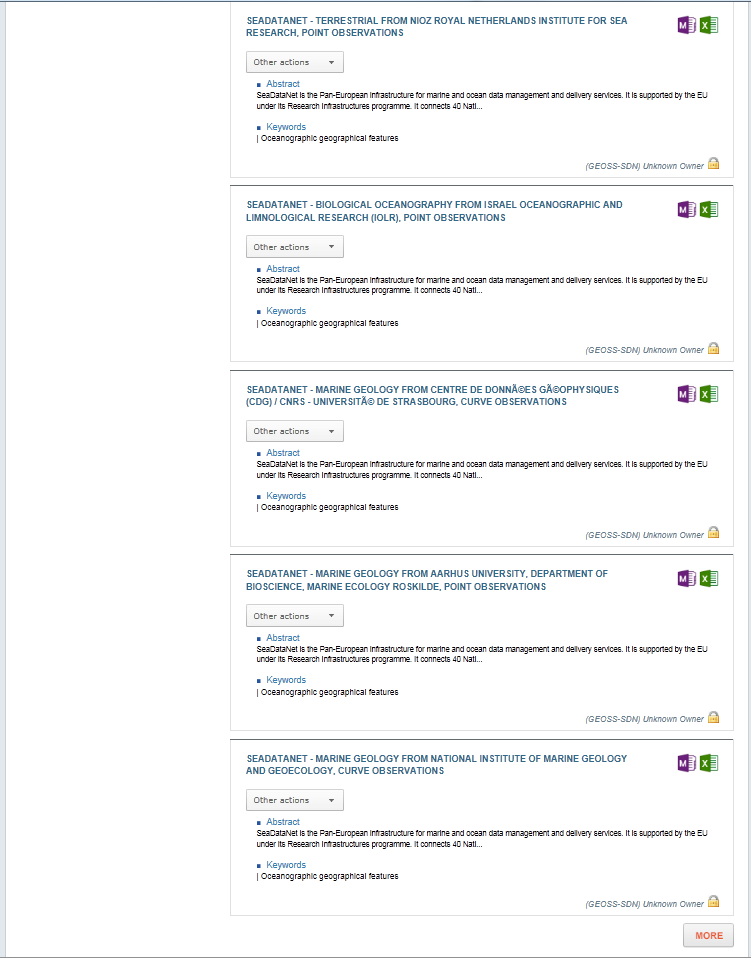 SEADATANET - TERRESTRIAL FROM NIOZ ROYAL NETHERLANDS INSTITUTE FOR SEA
RESEARCH, POINT OBSERVATIONS
M X
Other actions
Abstract
SeaDataNet is the Pan-European infrastructure for marine and ocean data management and delivery services. It is supported by the EU
under its Research Infrastructures programme. It connects 40 Nati...
Keywords
| Oceanographic geographical features
(GEOSS-SDN) Unknown Owner
SEADATANET - BIOLOGICAL OCEANOGRAPHY FROM ISRAEL OCEANOGRAPHIC AND
LIMNOLOGICAL RESEARCH (IOLR), POINT OBSERVATIONS
M X
Other actions
Abstract
SeaDataNet is the Pan-European infrastructure for marine and ocean data management and delivery services. It is supported by the EU
under its Research Infrastructures programme. It connects 40 Nati...
Keywords
| Oceanographic geographical features
(GEOSS-SDN) Unknown Owner
SEADATANET - MARINE GEOLOGY FROM CENTRE DE DONNÃ©ES GÃ©OPHYSIQUES
(CDG) / CNRS - UNIVERSITÃ© DE STRASBOURG, CURVE OBSERVATIONS
M X
Other actions
Abstract
SeaDataNet is the Pan-European infrastructure for marine and ocean data management and delivery services. It is supported by the EU
under its Research Infrastructures programme. It connects 40 Nati...
Keywords
| Oceanographic geographical features
(GEOSS-SDN) Unknown Owner
SEADATANET - MARINE GEOLOGY FROM AARHUS UNIVERSITY, DEPARTMENT OF
BIOSCIENCE, MARINE ECOLOGY ROSKILDE, POINT OBSERVATIONS
M X
Other actions
Abstract
SeaDataNet is the Pan-European infrastructure for marine and ocean data management and delivery services. It is supported by the EU
under its Research Infrastructures programme. It connects 40 Nati...
Keywords
| Oceanographic geographical features
(GEOSS-SDN) Unknown Owner
SEADATANET - MARINE GEOLOGY FROM NATIONAL INSTITUTE OF MARINE GEOLOGY
AND GEOECOLOGY, CURVE OBSERVATIONS
M X
Other actions
Abstract
SeaDataNet is the Pan-European infrastructure for marine and ocean data management and delivery services. It is supported by the EU
under its Research Infrastructures programme. It connects 40 Nati...
Keywords
| Oceanographic geographical features
(GEOSS-SDN) Unknown Owner
MORE